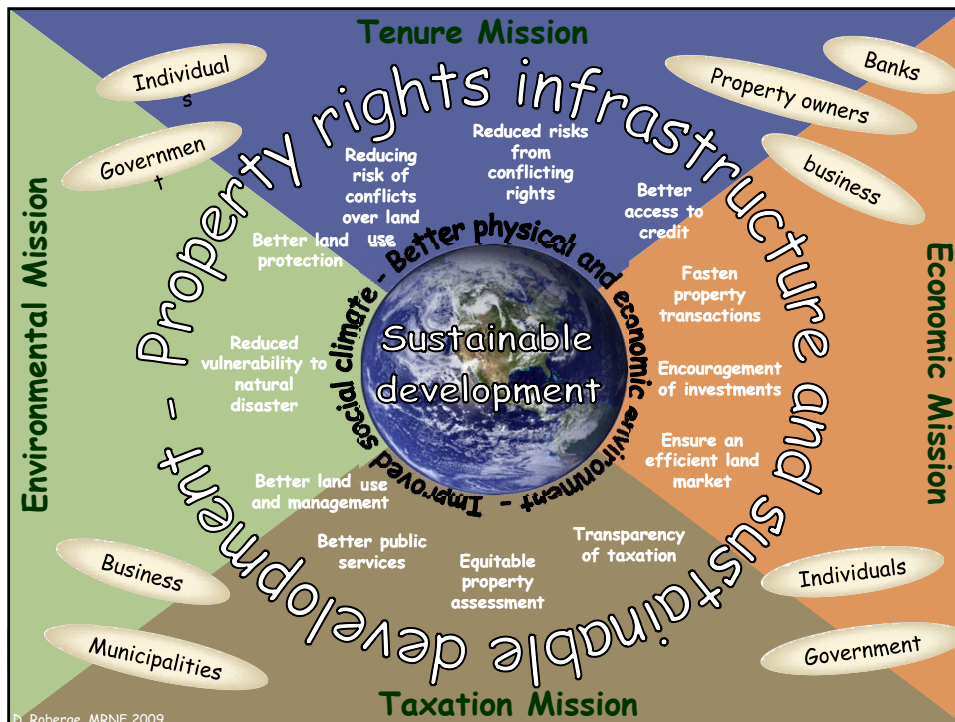 Tenure Mission
Individual
s
Governmen
t
Property owners
Banks
business
Property rights infrastructure and sustainable development -
Reducing
risk of
conflicts
over land
use
Reduced risks
from
conflicting
rights
Better
access to
credit
Better land
protection
Environmental Mission
Economic Mission
Improved social climate - Better physical and economic environment -
Sustainable
development
Fasten
property
transactions
Reduced
vulnerability to
natural
disaster
Encouragement
of investments
Ensure an
efficient land
market
Better land use
and management
Better public
services
Equitable
property
assessment
Transparency
of taxation
Business
Municipalities
Individuals
Government
Taxation Mission
D. Roberge, MRNF 2009